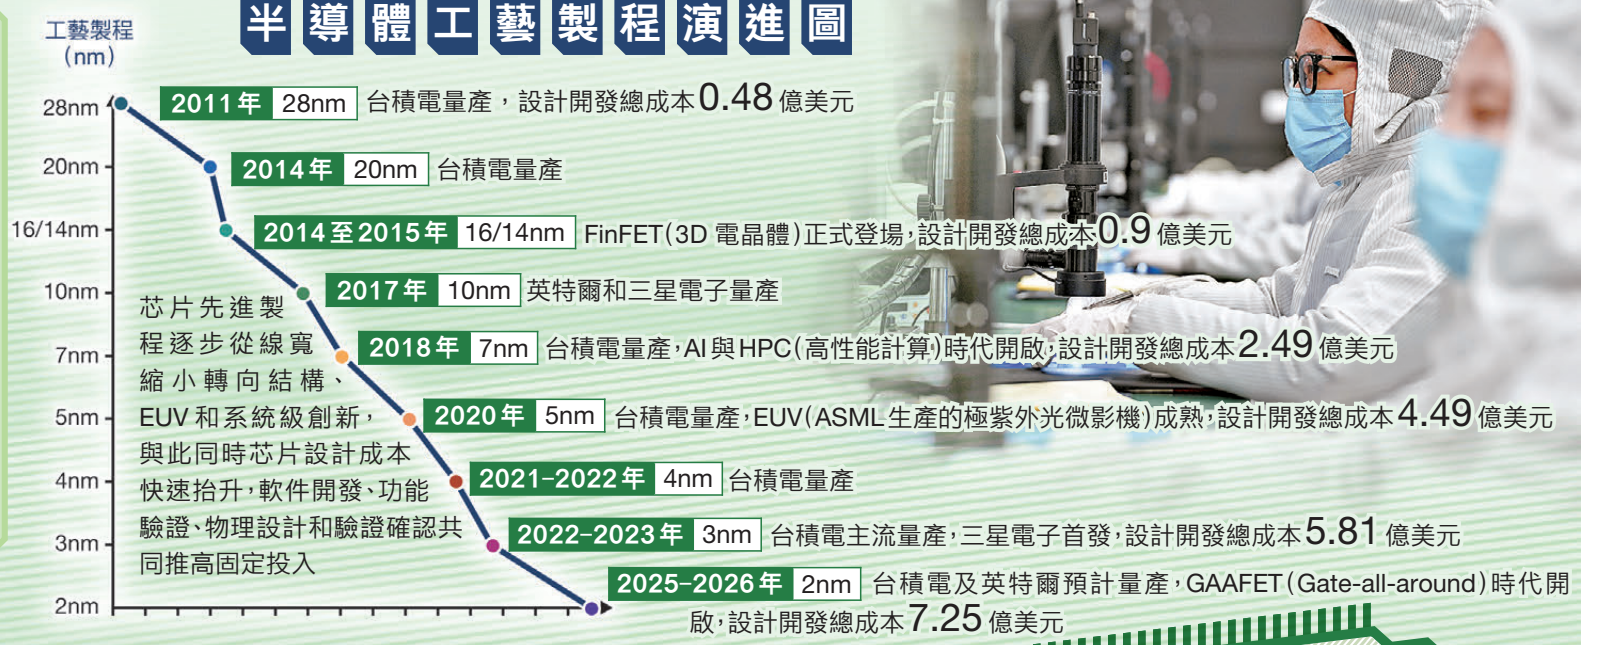 半導體工藝製程演進圖
工藝製程
(nm)
28nm
2011年 28nm 台積電量產，設計開發總成本0.48億美元
20nm
2014年 20nm 台積電量產
16/14nm
2014至2015年 16/14nm FinFET(3D 電晶體)正式登場，設計開發總成本0.9億美元
10nm
2017年 10nm 英特爾和三星電子量產
7nm
2018年 7nm 台積電量產，AI與HPC(高性能計算)時代開啟，設計開發總成本2.49億美元
5nm
2020年 5nm 台積電量產，EUV(ASML生產的極紫外光微影機)成熟，設計開發總成本4.49億美元
4nm
2021-2022年 4nm 台積電量產
3nm
2022-2023年 3nm 台積電主流量產，三星電子首發，設計開發總成本5.81億美元
2nm
2025-2026年 2nm 台積電及英特爾預計量產，GAAFET(Gate-all-around)時代開
啟，設計開發總成本7.25億美元
芯片先進製
程逐步從線寬
縮小轉向結構、
EUV和系統級創新，
與此同時芯片設計成本
快速抬升，軟件開發、功能
驗證、物理設計和驗證確認共
同推高固定投入